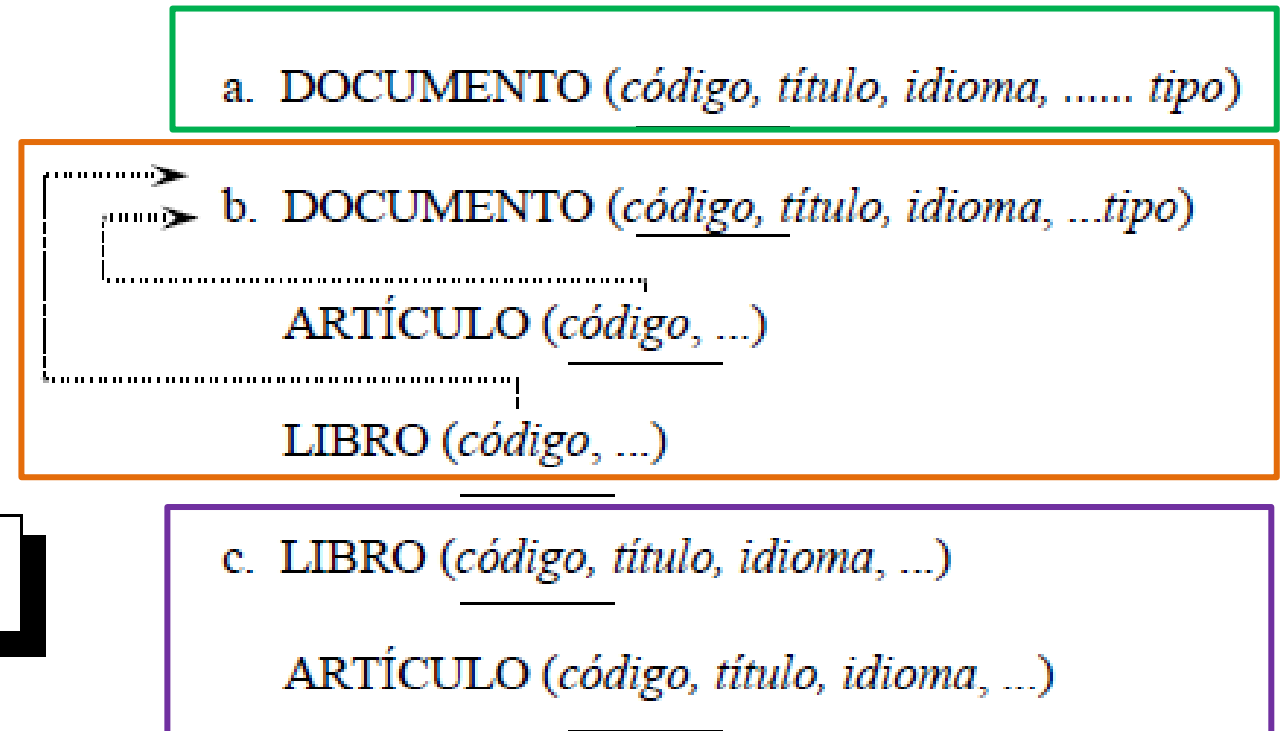 a. DOCUMENTO (código, título, idioma, ...... tipo)
b. DOCUMENTO (código, título, idioma, ...tipo)
ARTÍCULO (código, ...)
LIBRO (código, ...)
c. LIBRO (código, título, idioma, ...)
ARTÍCULO (código, título, idioma, ...)